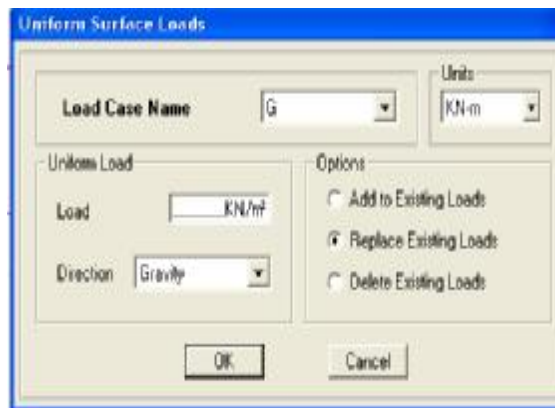 Uniform Surface Loads
Units
Load Case Name G KN-m
Uniform Load
Options
Load KN/m²
Add to Existing Loads
Replace Existing Loads
Direction Gravity
Delete Existing Loads
OK Cancel